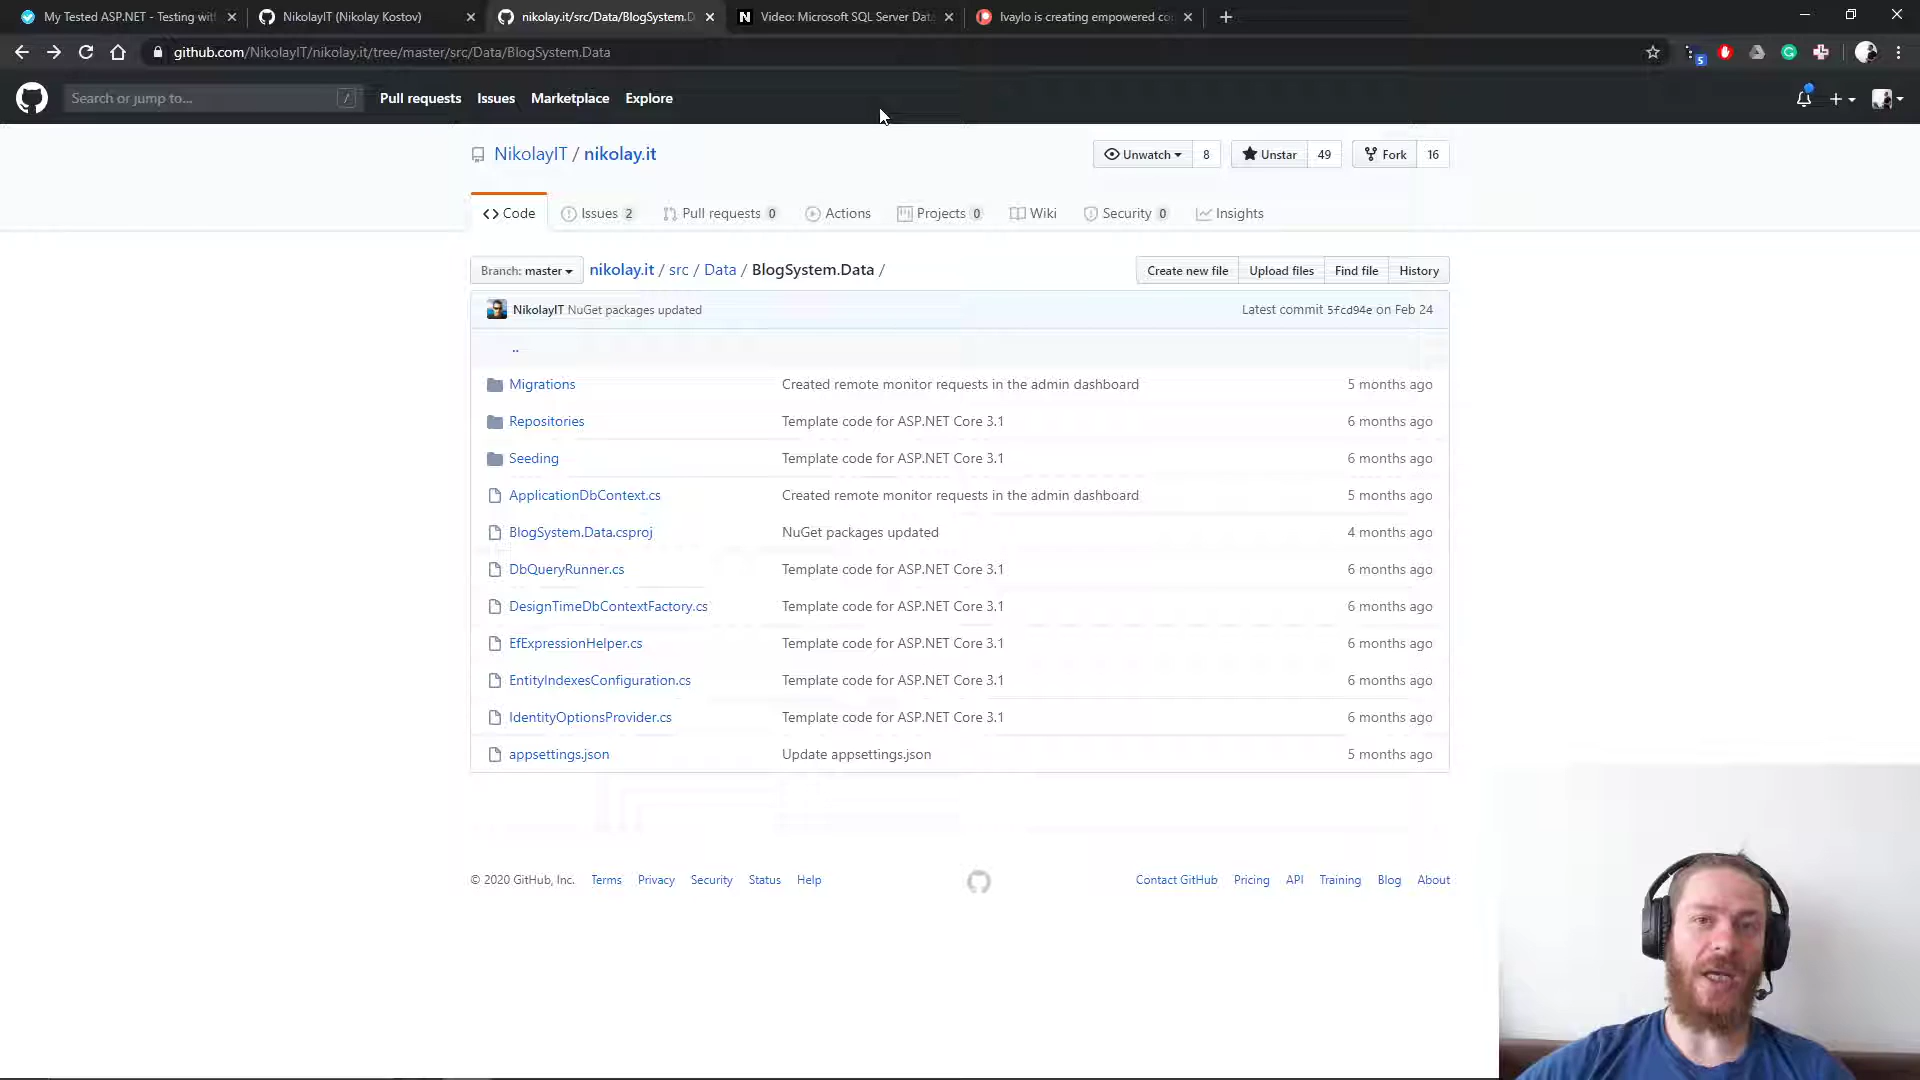 My Tested ASP.NET - Testing wit
NikolayIT (Nikolay Kostov)
nikolay.it/src/Data/BlogSystem.D
Video: Microsoft SQL Server Dat
Ivaylo is creating empowered co
github.com/NikolayIT/nikolay.it/tree/master/src/Data/BlogSystem.Data
5
Search or jump to...
/
Pull requests
Issues
Marketplace
Explore
NikolayIT / nikolay.it
Unwatch 8
Unstar 49
Fork 16
Code
Issues 2
Pull requests 0
Actions
Projects 0
Wiki
Security 0
Insights
Branch: master
nikolay.it / src / Data / BlogSystem.Data /
Create new file
Upload files
Find file
History
NikolayIT NuGet packages updated
Latest commit 5fcd94e on Feb 24
..
Migrations Created remote monitor requests in the admin dashboard 5 months ago
Repositories Template code for ASP.NET Core 3.1 6 months ago
Seeding Template code for ASP.NET Core 3.1 6 months ago
ApplicationDbContext.cs Created remote monitor requests in the admin dashboard 5 months ago
BlogSystem.Data.csproj NuGet packages updated 4 months ago
DbQueryRunner.cs Template code for ASP.NET Core 3.1 6 months ago
DesignTimeDbContextFactory.cs Template code for ASP.NET Core 3.1 6 months ago
EfExpressionHelper.cs Template code for ASP.NET Core 3.1 6 months ago
EntityIndexesConfiguration.cs Template code for ASP.NET Core 3.1 6 months ago
IdentityOptionsProvider.cs Template code for ASP.NET Core 3.1 6 months ago
appsettings.json Update appsettings.json 5 months ago
© 2020 GitHub, Inc.
Terms
Privacy
Security
Status
Help
Contact GitHub
Pricing
API
Training
Blog
About